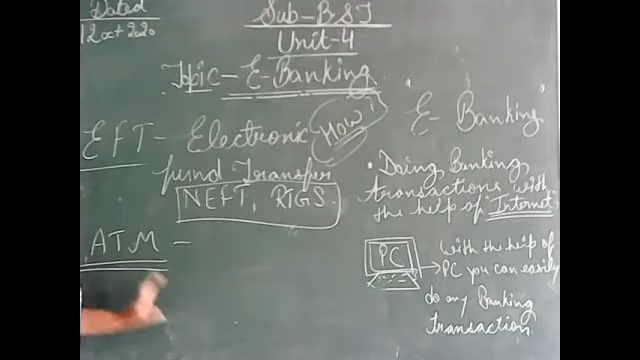 Dated
12 Oct 2020
Sub-BST
Unit-4
Topic - E-Banking
EFT - Electronic
fund Transfer
HOW?
NEFT, RTGS.
ATM -
"E-Banking"
• Doing Banking
transactions with
the help of Internet
PC
With the help of
PC you can easily
do any Banking
transaction